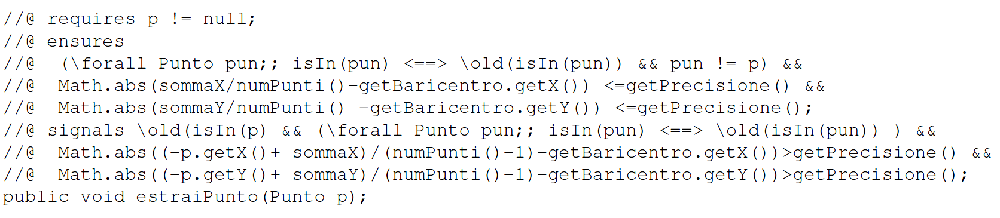 //@ requires p != null;
//@ ensures
//@  (\forall Punto pun;; isIn(pun) <==> \old(isIn(pun)) && pun != p) &&
//@  Math.abs(sommaX/numPunti()-getBaricentro.getX()) <=getPrecisione() &&
//@  Math.abs(sommaY/numPunti() -getBaricentro.getY()) <=getPrecisione();
//@ signals \old(isIn(p) && (\forall Punto pun;; isIn(pun) <==> \old(isIn(pun)) ) &&
//@  Math.abs((-p.getX()+ sommaX)/(numPunti()-1)-getBaricentro.getX())>getPrecisione() &&
//@  Math.abs((-p.getY()+ sommaY)/(numPunti()-1)-getBaricentro.getY())>getPrecisione();
public void estraiPunto(Punto p);